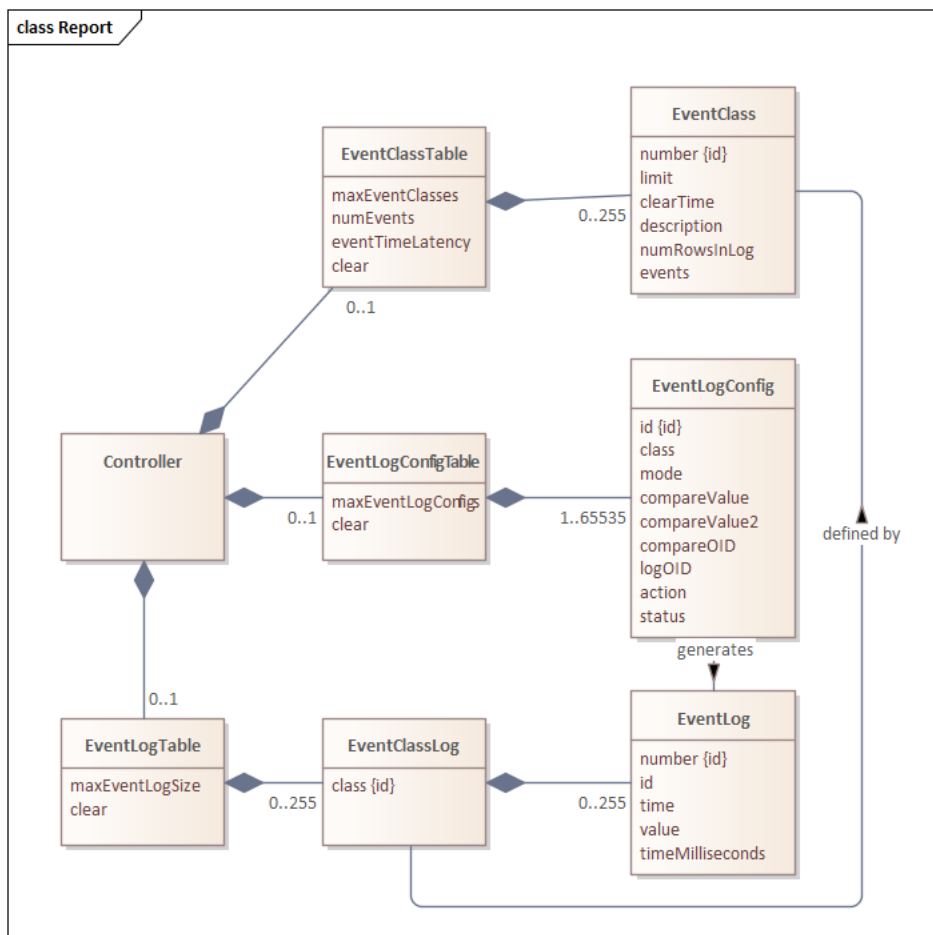 class Report
EventClass
number {id}
limit
clearTime
description
numRowsInLog
events
EventClassTable
maxEventClasses
numEvents
eventTimeLatency
clear
0..255
0..1
EventLogConfig
id {id}
class
mode
compareValue
compareValue2
compareOID
logOID
action
status
Controller
EventLogConfigTable
maxEventLogConfigs
clear
0..1
1..65535
defined by
generates
0..1
EventLogTable
maxEventLogSize
clear
0..255
EventClassLog
class {id}
0..255
EventLog
number {id}
id
time
value
timeMilliseconds